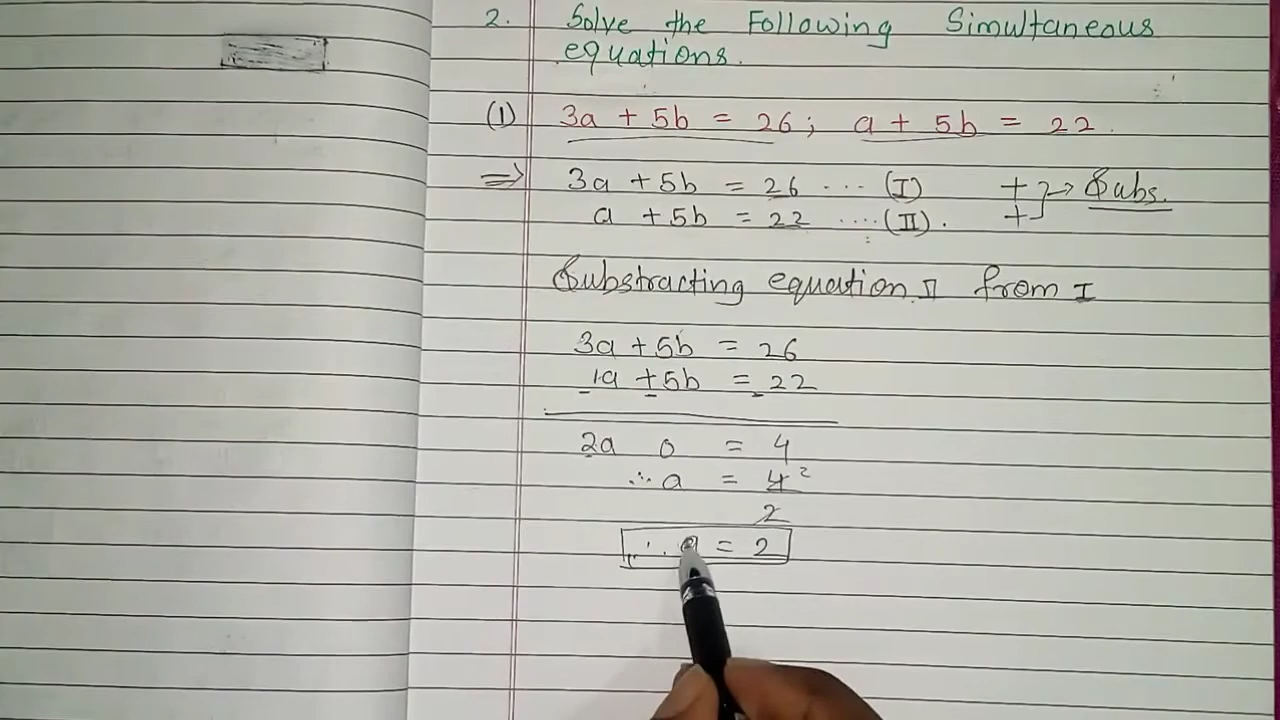 2. Solve the Following Simultaneous
equations.
(1) 3a + 5b = 26; a + 5b = 22.
⇒ 3a + 5b = 26 ... (I) + → Subs.
a + 5b = 22 ....(II). +
Substracting equation II from I
3a + 5b = 26
1a + 5b = 22
- - -
2a 0 = 4
∴ a = 4 2
2
∴ a = 2